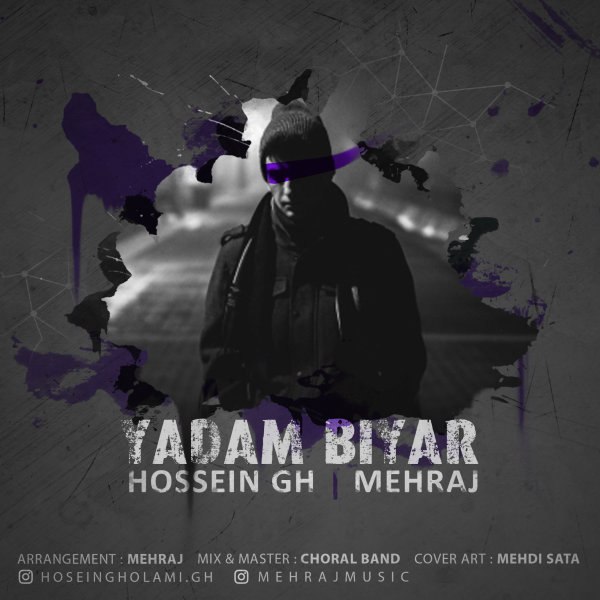 YADAM BIYAR
HOSSEIN GH | MEHRAJ
ARRANGEMENT : MEHRAJ MIX & MASTER : CHORAL BAND COVER ART : MEHDI SATA
HOSEINGHOLAMI.GH MEHRAJMUSIC